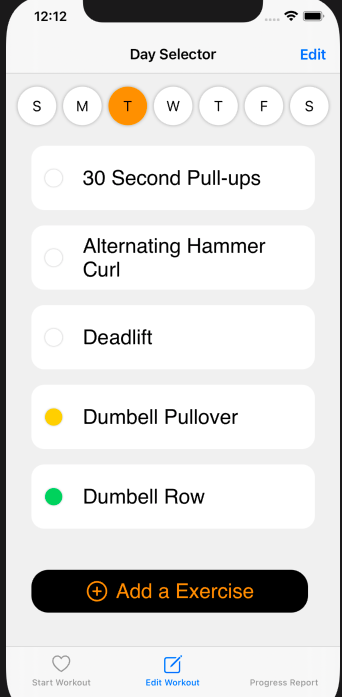 12:12
Day Selector Edit
S M T W T F S
30 Second Pull-ups
Alternating Hammer
Curl
Deadlift
Dumbell Pullover
Dumbell Row
Add a Exercise
Start Workout Edit Workout Progress Report